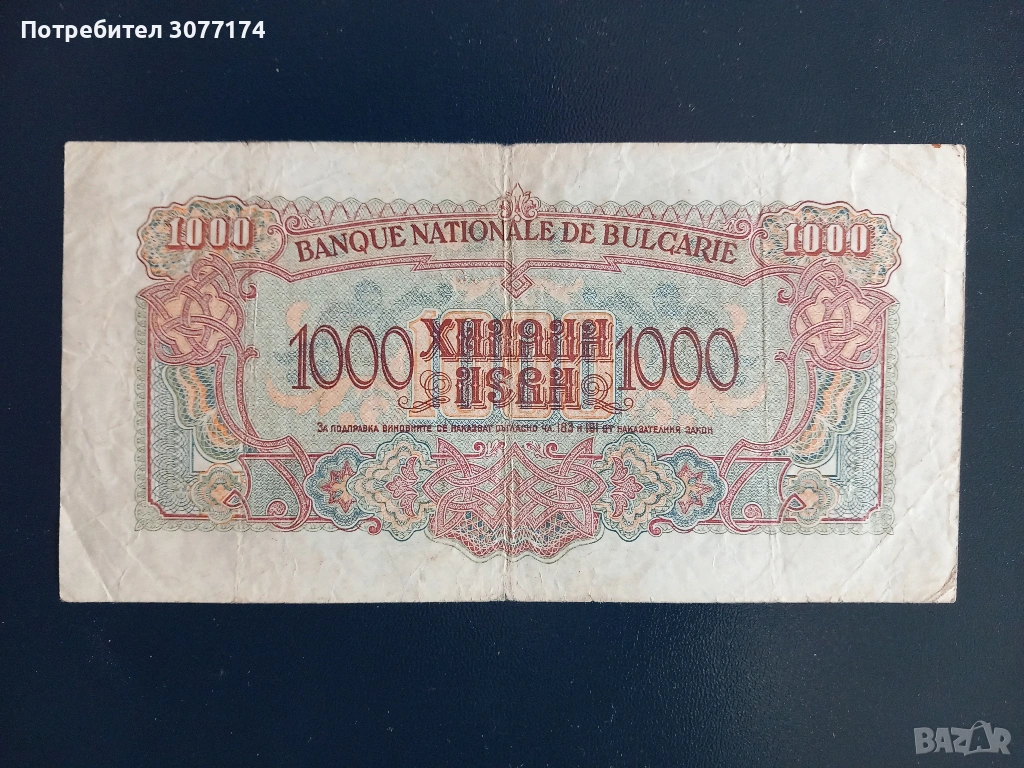 Потребител 3077174
1000 1000
BANQUE NATIONALE DE BULGARIE
1000 ХИЛЯДИ 1000
ЛЕВА
ЗА ПОДПРАВКА ВИНОВНИТЕ СЕ НАКАЗВАТ СЪГЛАСНО ЧЛ. 183 И 191 ОТ НАКАЗАТЕЛНИЯ ЗАКОН
BAZAR